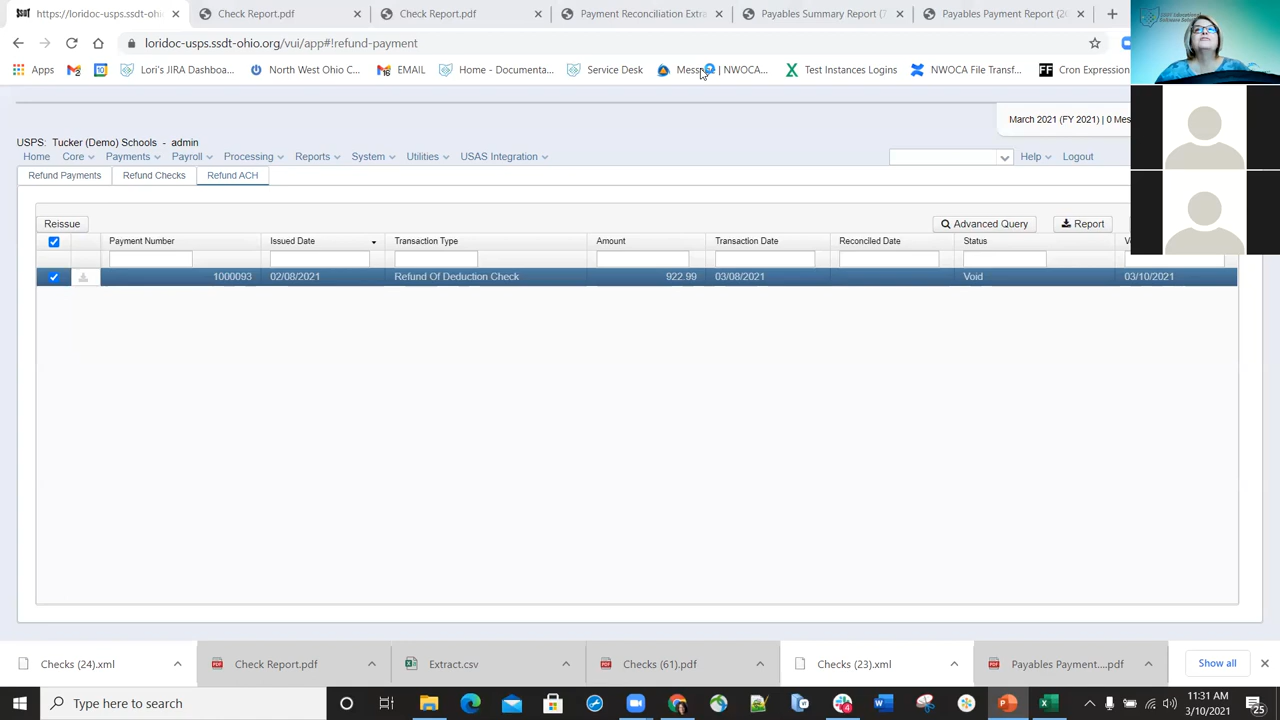 https://loridoc-usps.ssdt-ohi
Check Report.pdf
Check Report.pdf
Payment Reconciliation Extra
Payables Summary Report (7
Payables Payment Report (2
loridoc-usps.ssdt-ohio.org/vui/app#!refund-payment
Apps
Lori's JIRA Dashboa...
North West Ohio C...
EMAIL
Home - Documenta...
Service Desk
Mess | NWOCA...
Test Instances Logins
NWOCA File Transf...
Cron Expression
March 2021 (FY 2021) | 0 Mes
USPS. Tucker (Demo) Schools - admin
Home Core Payments Payroll Processing Reports System Utilities USAS Integration Help Logout
Refund Payments Refund Checks Refund ACH
Reissue Advanced Query Report
Payment Number Issued Date Transaction Type Amount Transaction Date Reconciled Date Status V
1000093 02/08/2021 Refund Of Deduction Check 922.99 03/08/2021 Void 03/10/2021
Checks (24).xml
Check Report.pdf
Extract.csv
Checks (61).pdf
Checks (23).xml
Payables Payment....pdf
Show all
Type here to search
11:31 AM
3/10/2021
25